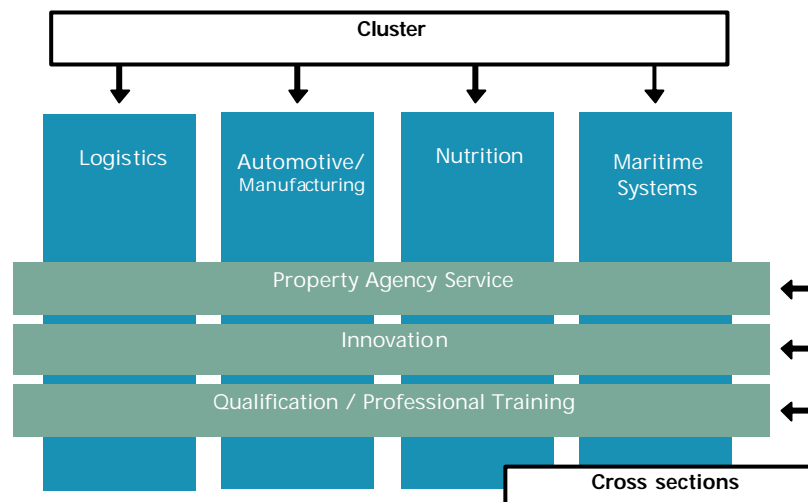 Cluster
Logistics
Automotive/
Manufacturing
Nutrition
Maritime
Systems
Property Agency Service
Innovation
Qualification / Professional Training
Cross sections